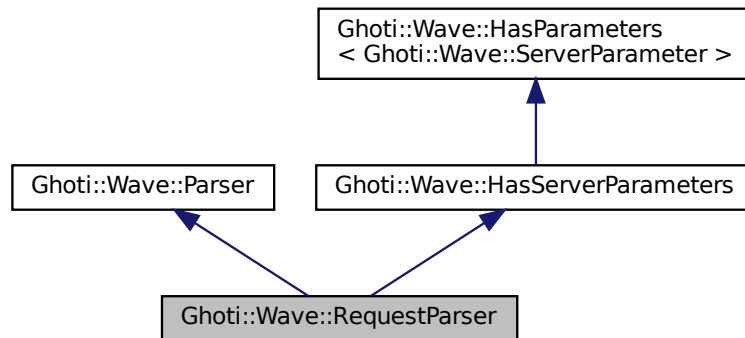 Ghoti::Wave::HasParameters
< Ghoti::Wave::ServerParameter >
Ghoti::Wave::Parser
Ghoti::Wave::HasServerParameters
Ghoti::Wave::RequestParser